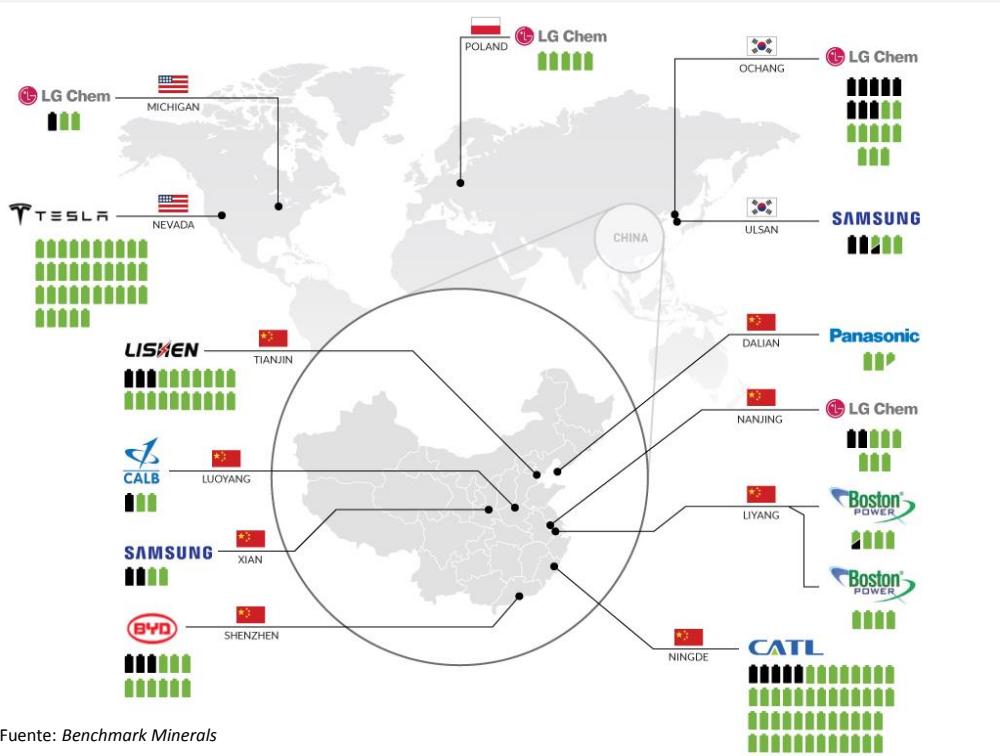 POLAND
LG Chem
OCHANG
LG Chem
LG Chem
MICHIGAN
TESLA
NEVADA
ULSAN
SAMSUNG
CHINA
LISHEN
TIANJIN
DALIAN
Panasonic
NANJING
LG Chem
CALB
LUOYANG
LIYANG
Boston®
POWER
SAMSUNG
XIAN
Boston®
POWER
BYD
SHENZHEN
NINGDE
CATL
Fuente: Benchmark Minerals